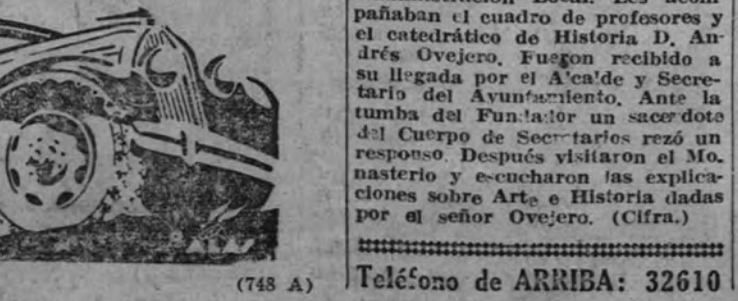 pañaban el cuadro de profesores y
el catedrático de Historia D. An-
drés Ovejero. Fueron recibido a
su llegada por el Alcalde y Secre-
tario del Ayuntamiento. Ante la
tumba del Fundador un sacerdote
del Cuerpo de Secretarios rezó un
responso. Después visitaron el Mo-
nasterio y escucharon las explica-
ciones sobre Arte e Historia dadas
por el señor Ovejero. (Cifra.)
Teléfono de ARRIBA: 32610
(748 A)